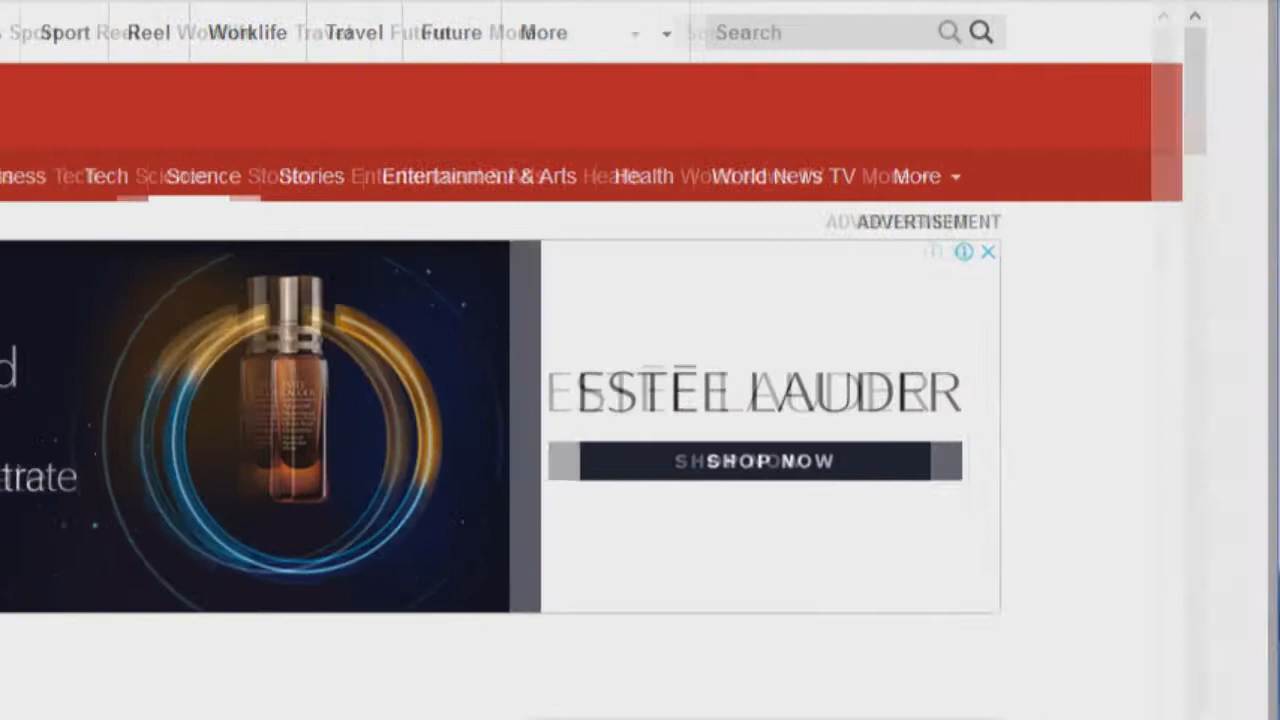 Sport Reel Worklife Travel Future More Search
ness Tech Science Stories Entertainment & Arts Health World News TV More
ADVERTISEMENT
d
ESTĒE LAUDER
SHOP NOW
trate